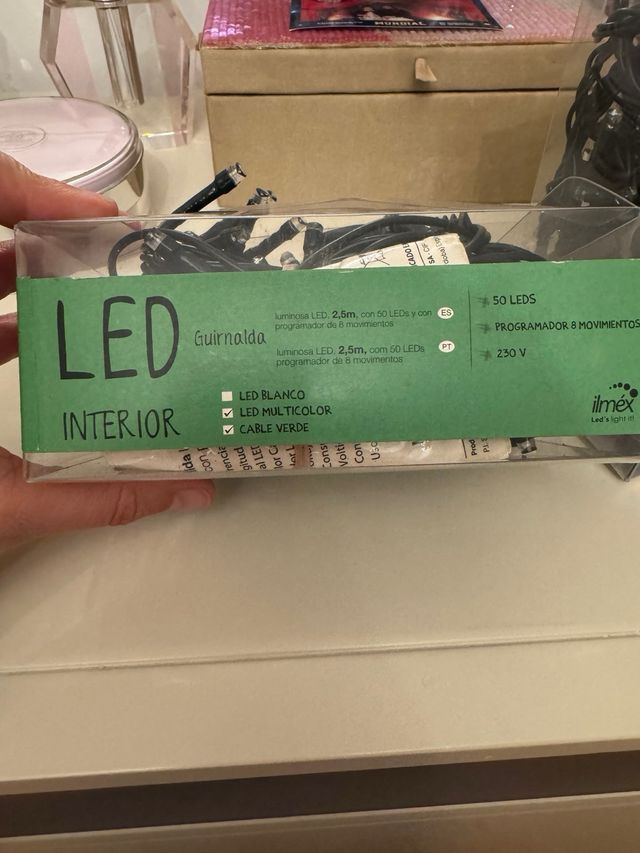 MUNDIAL
LED
Guirnalda
luminosa LED, 2,5m, con 50 LEDs y con
programador de 8 movimientos
ES
luminosa LED, 2,5m, com 50 LEDs
programador de 8 movimentos
PT
INTERIOR
LED BLANCO
LED MULTICOLOR
CABLE VERDE
50 LEDS
PROGRAMADOR 8 MOVIMIENTOS
230 V
ilméx
Led's light it!